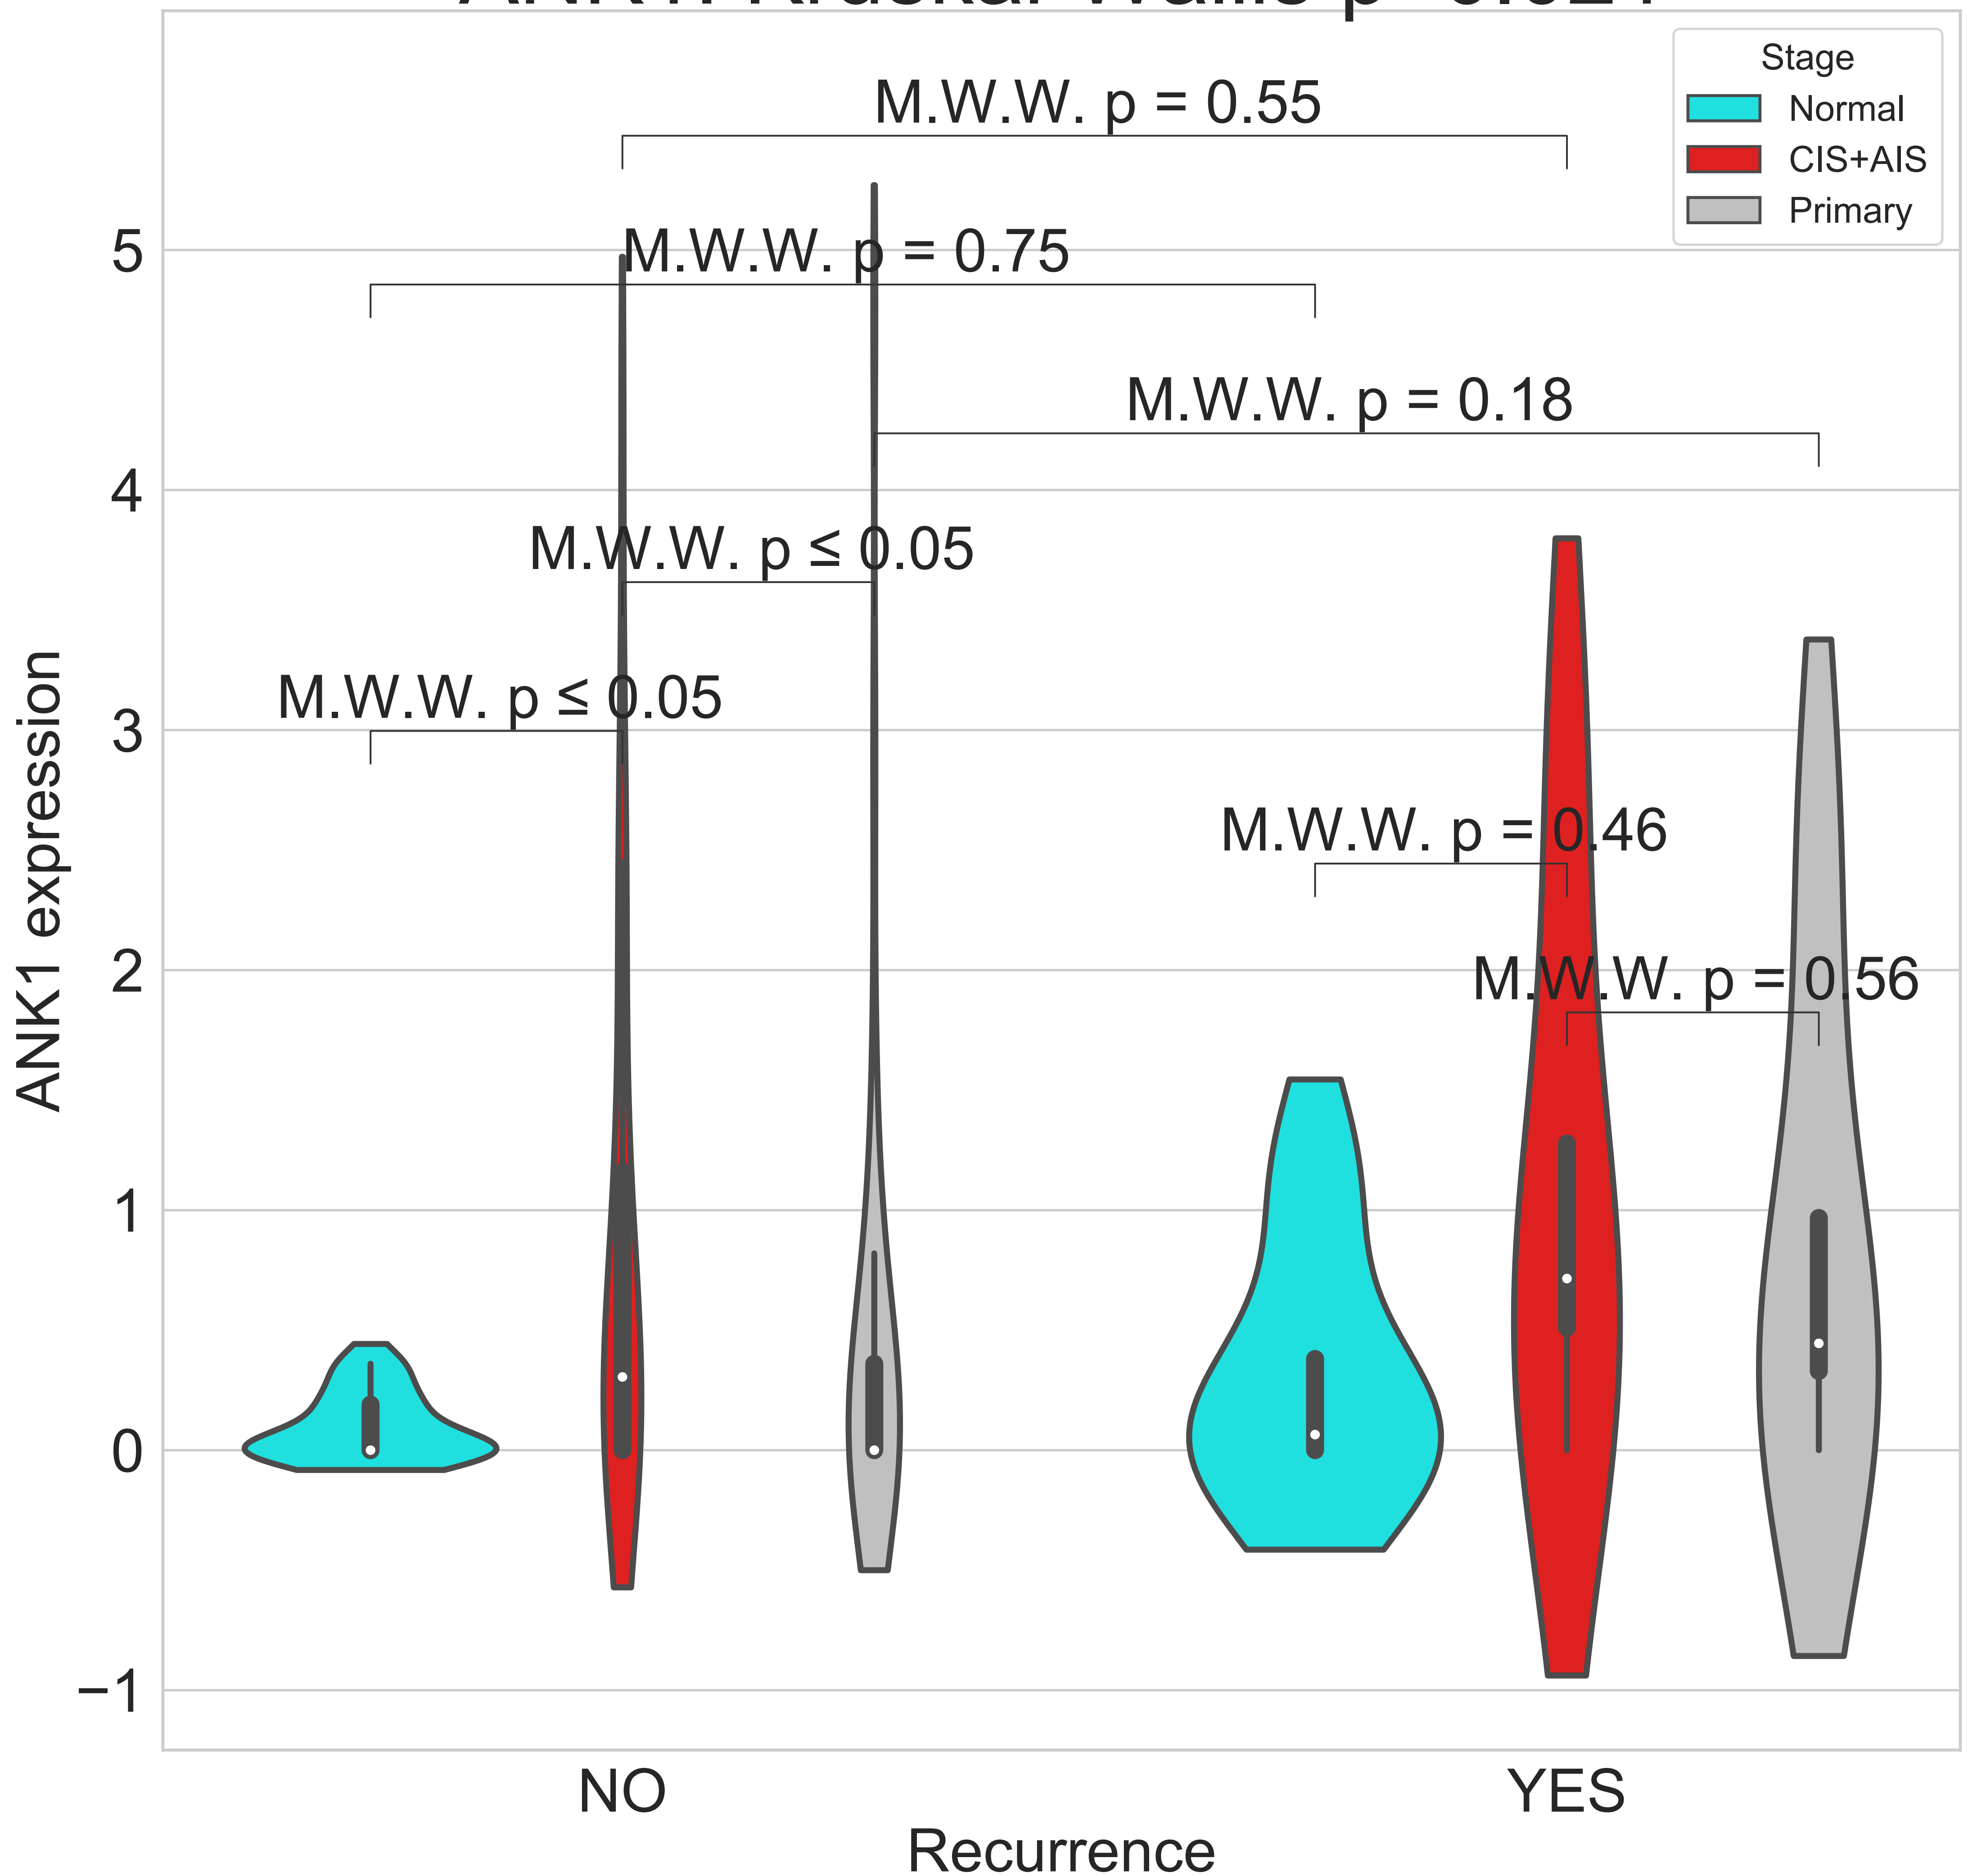 Stage
Normal
CIS+AIS
Primary
M.W.W. p = 0.55
M.W.W. p = 0.75
M.W.W. p = 0.18
M.W.W. p ≤ 0.05
M.W.W. p ≤ 0.05
M.W.W. p = 0.46
M.W.W. p = 0.56
ANK1 expression
5
4
3
2
1
0
−1
NO
YES
Recurrence